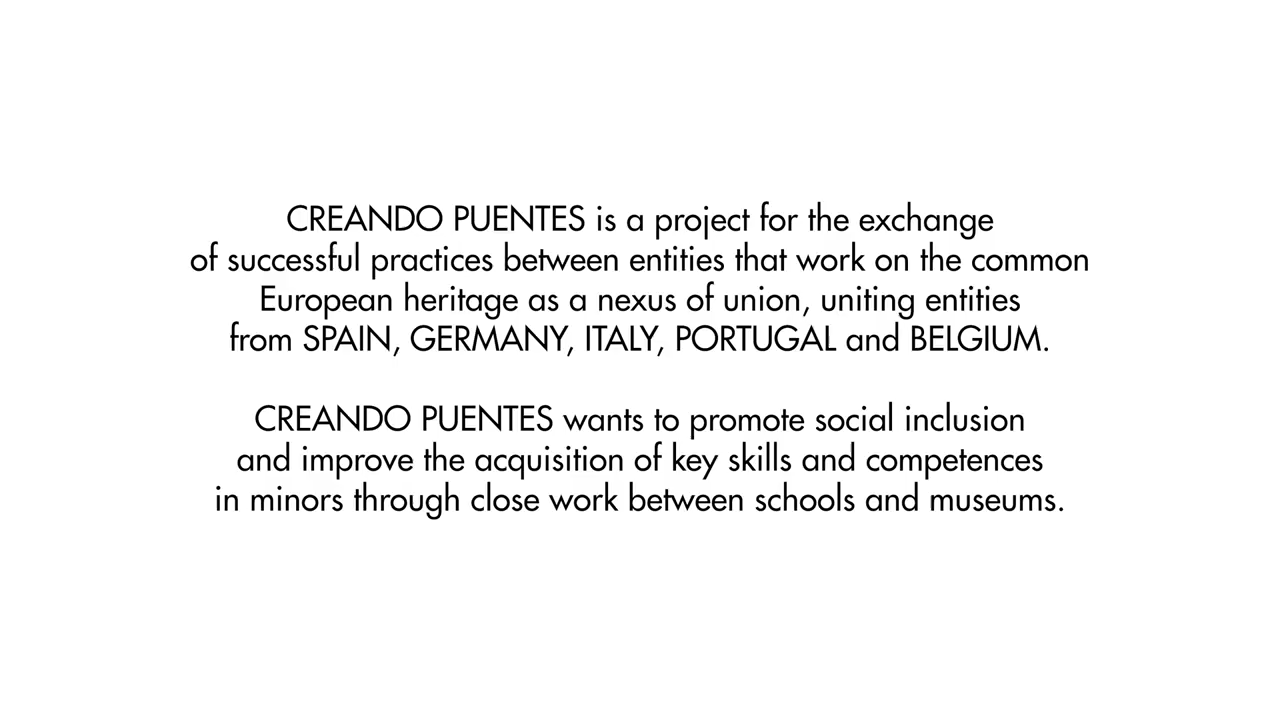 CREANDO PUENTES is a project for the exchange
of successful practices between entities that work on the common
European heritage as a nexus of union, uniting entities
from SPAIN, GERMANY, ITALY, PORTUGAL and BELGIUM.
CREANDO PUENTES wants to promote social inclusion
and improve the acquisition of key skills and competences
in minors through close work between schools and museums.